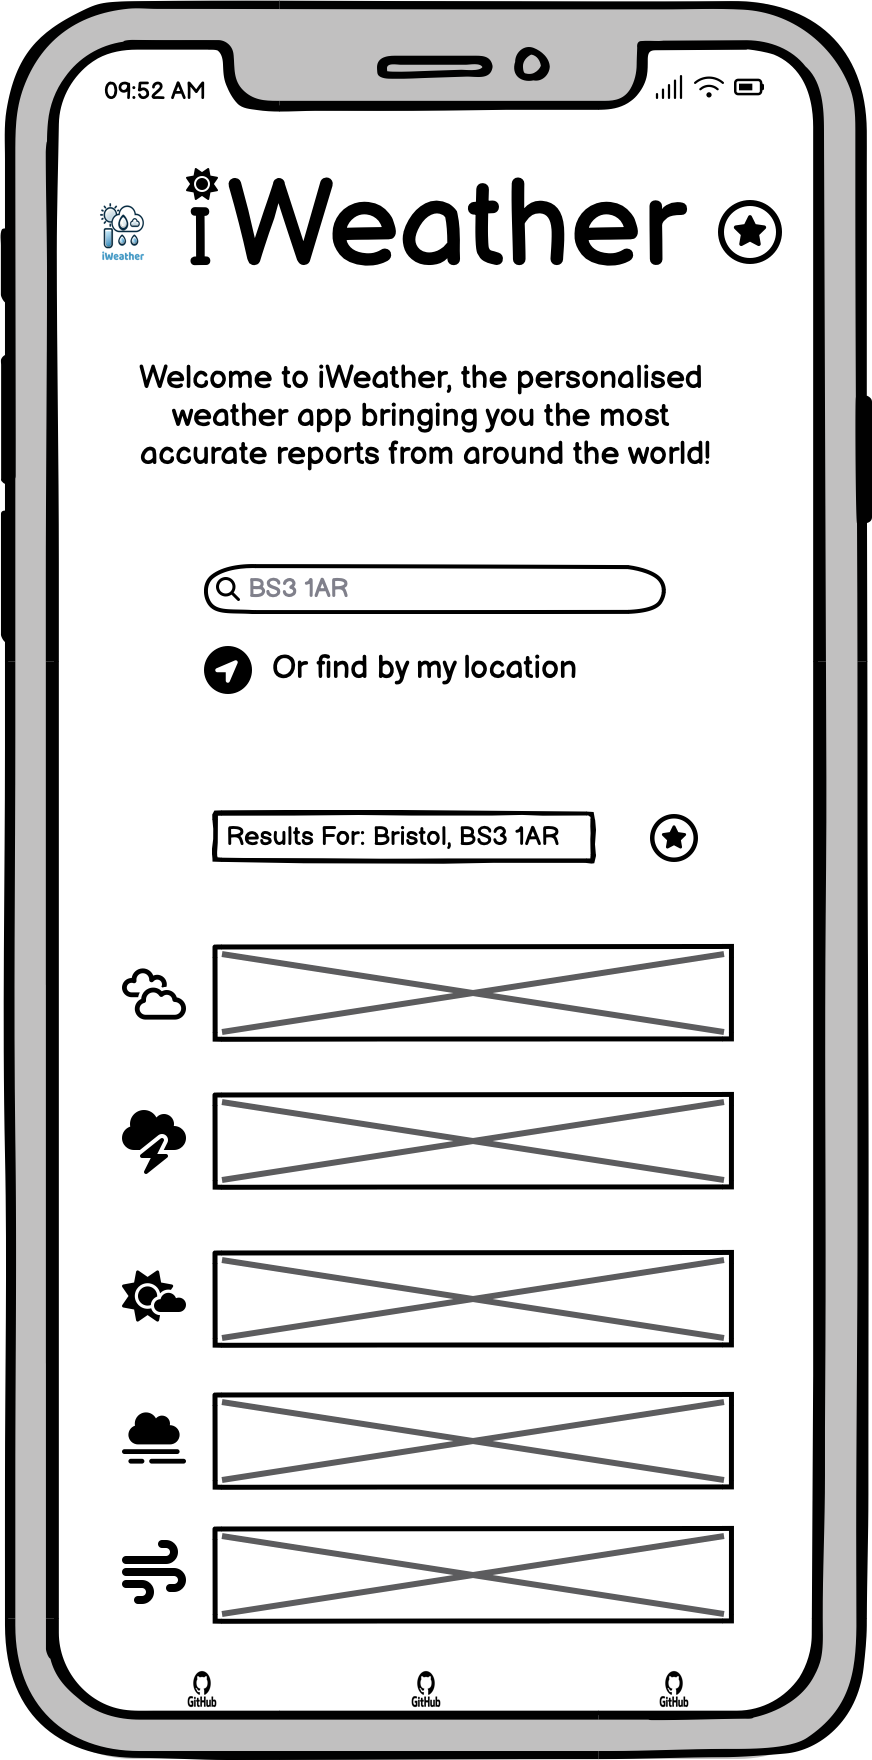 09:52 AM
iWeather
iWeather
Welcome to iWeather, the personalised
weather app bringing you the most
accurate reports from around the world!
BS3 1AR
Or find by my location
Results For: Bristol, BS3 1AR
GitHub
GitHub
GitHub